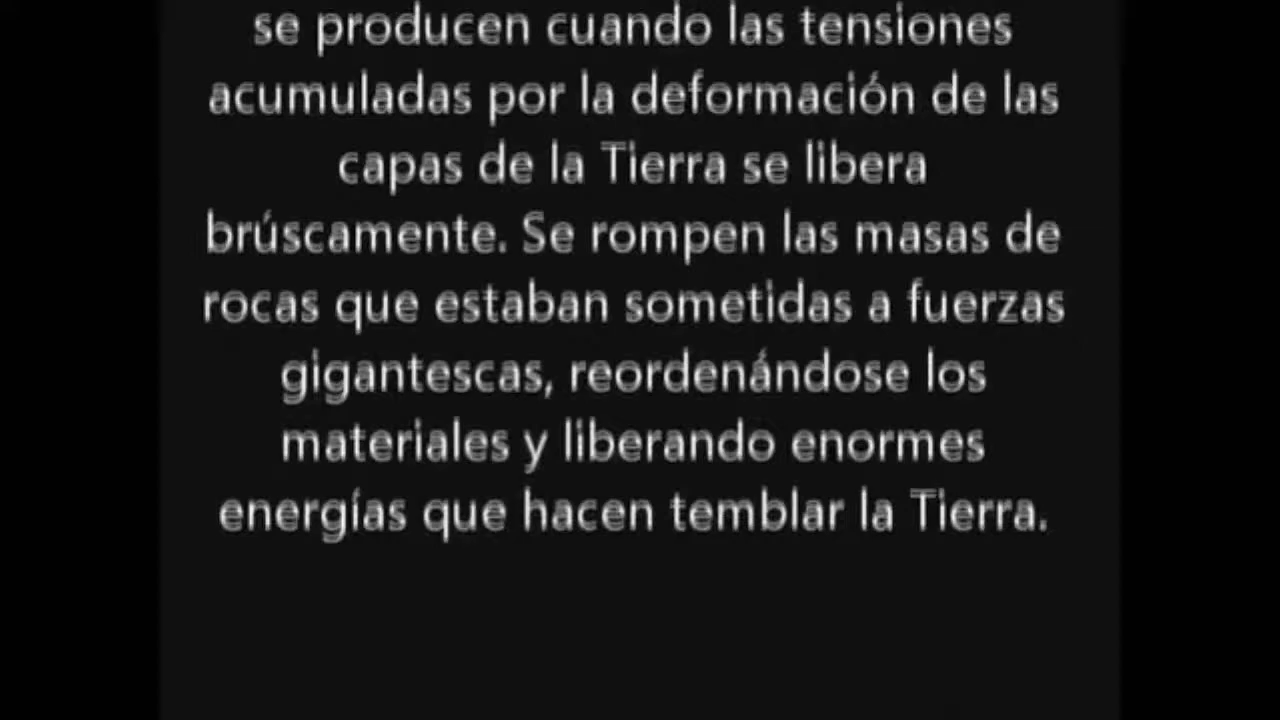 se producen cuando las tensiones
acumuladas por la deformación de las
capas de la Tierra se libera
brúscamente. Se rompen las masas de
rocas que estaban sometidas a fuerzas
gigantescas, reordenándose los
materiales y liberando enormes
energías que hacen temblar la Tierra.